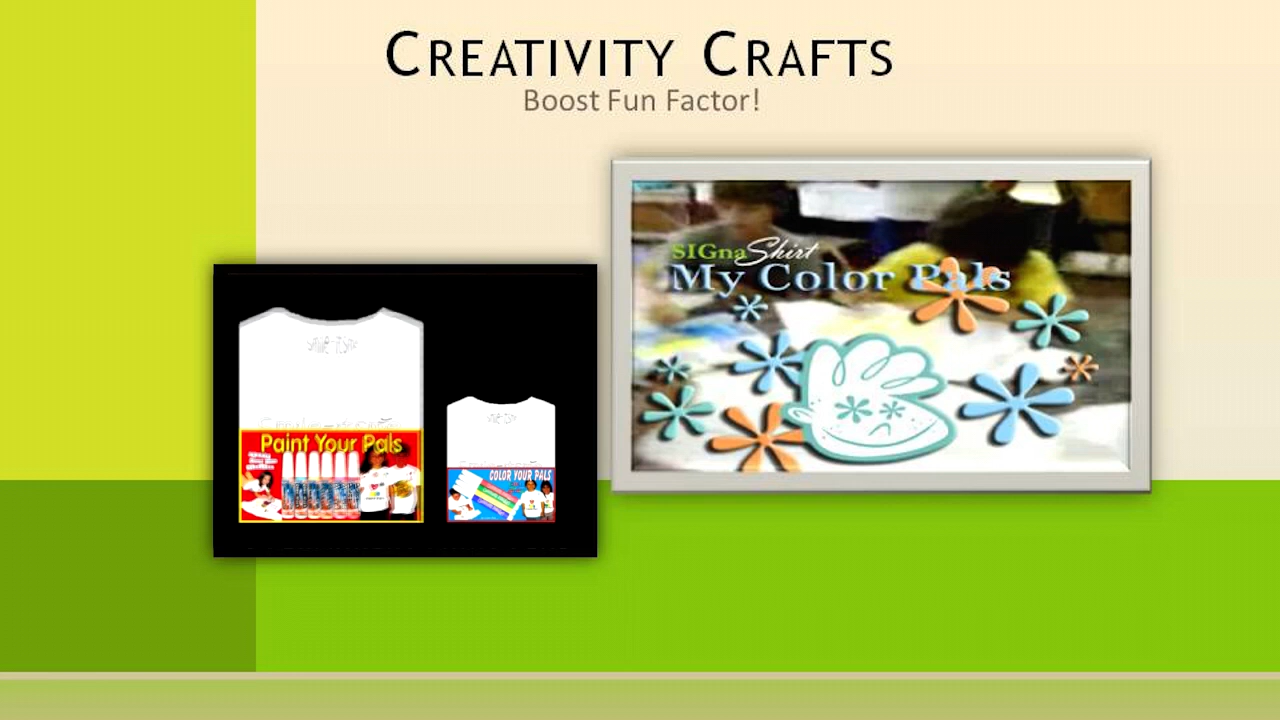 CREATIVITY CRAFTS
Boost Fun Factor!
SIGnaShirt
My Color Pals
Paint Your Pals
COLOR YOUR PALS